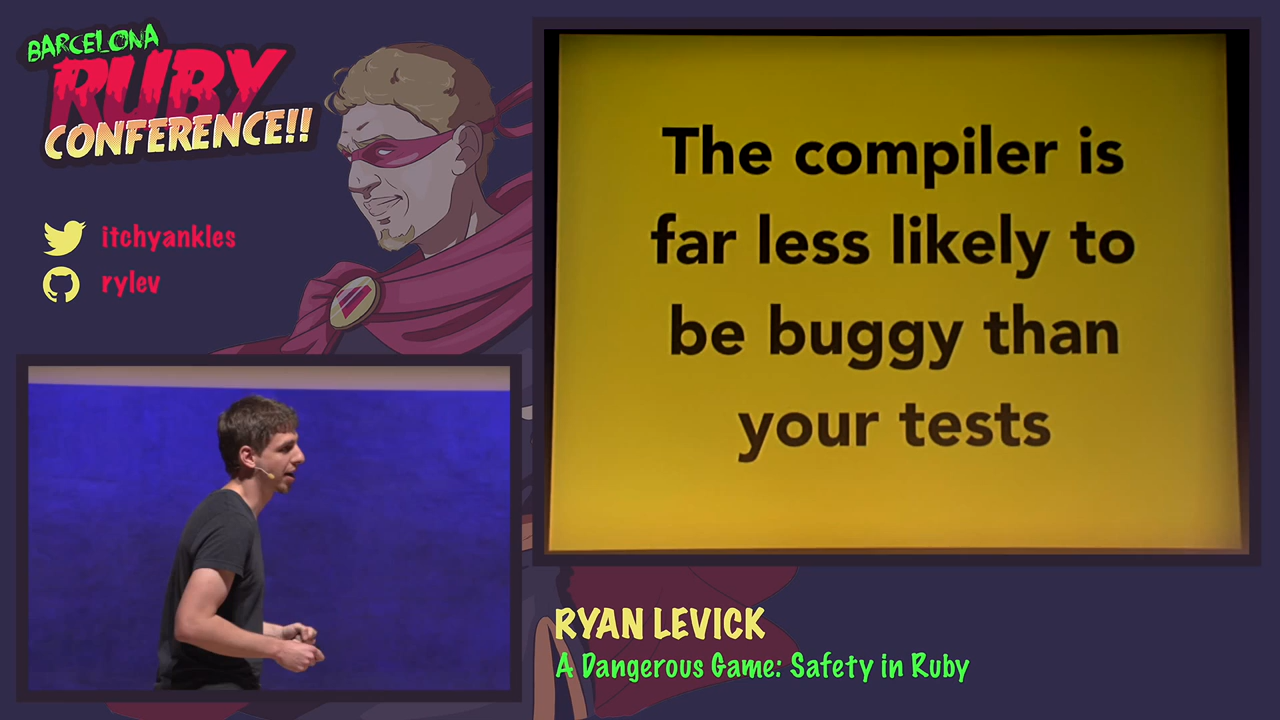 BARCELONA
RUBY
CONFERENCE!!
itchyankles
rylev
The compiler is
far less likely to
be buggy than
your tests
RYAN LEVICK
A Dangerous Game: Safety in Ruby